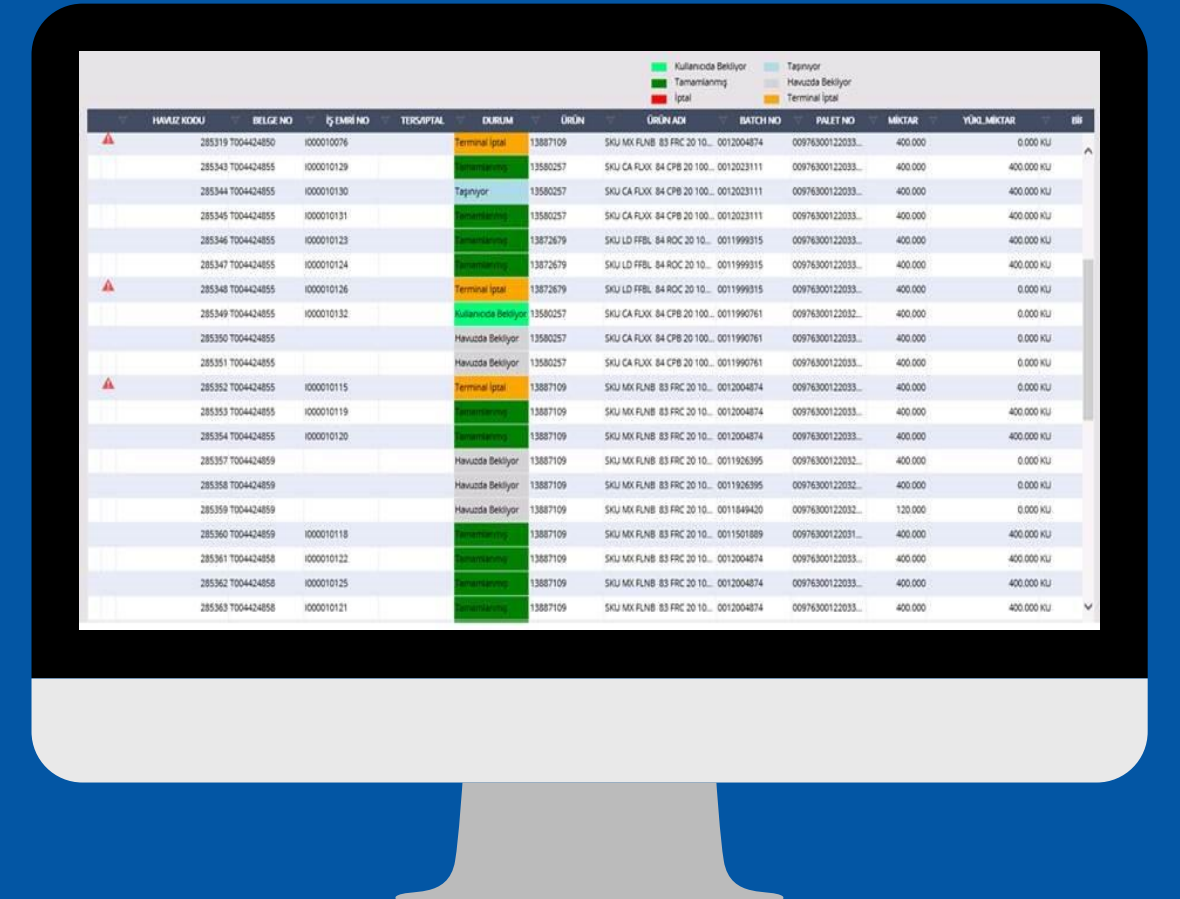 Kullanıcıda Bekliyor Taşınıyor
Tamamlanmış Havuzda Bekliyor
İptal Terminal İptal
HAVUZ KODU BELGE NO İŞ EMRİ NO TERS/İPTAL DURUM ÜRÜN ÜRÜN ADI BATCH NO PALET NO MİKTAR YÜKL.MİKTAR BİF
285319 T004424850 I000010076 Terminal İptal 13887109 SKU MX FLNB 83 FRC 20 10... 0012004874 00976300122033... 400.000 0.000 KU
285343 T004424855 I000010129 Tamamlanmış 13580257 SKU CA FLXX 84 CPB 20 100... 0012023111 00976300122033... 400.000 400.000 KU
285344 T004424855 I000010130 Taşınıyor 13580257 SKU CA FLXX 84 CPB 20 100... 0012023111 00976300122033... 400.000 400.000 KU
285345 T004424855 I000010131 Tamamlanmış 13580257 SKU CA FLXX 84 CPB 20 100... 0012023111 00976300122033... 400.000 400.000 KU
285346 T004424855 I000010123 Tamamlanmış 13872679 SKU LD FFBL 84 ROC 20 10... 0011999315 00976300122033... 400.000 400.000 KU
285347 T004424855 I000010124 Tamamlanmış 13872679 SKU LD FFBL 84 ROC 20 10... 0011999315 00976300122033... 400.000 400.000 KU
285348 T004424855 I000010126 Terminal İptal 13872679 SKU LD FFBL 84 ROC 20 10... 0011999315 00976300122033... 400.000 0.000 KU
285349 T004424855 I000010132 Kullanıcıda Bekliyor 13580257 SKU CA FLXX 84 CPB 20 100... 0011990761 00976300122032... 400.000 0.000 KU
285350 T004424855 Havuzda Bekliyor 13580257 SKU CA FLXX 84 CPB 20 100... 0011990761 00976300122033... 400.000 0.000 KU
285351 T004424855 Havuzda Bekliyor 13580257 SKU CA FLXX 84 CPB 20 100... 0011990761 00976300122033... 400.000 0.000 KU
285352 T004424855 I000010115 Terminal İptal 13887109 SKU MX FLNB 83 FRC 20 10... 0012004874 00976300122033... 400.000 0.000 KU
285353 T004424855 I000010119 Tamamlanmış 13887109 SKU MX FLNB 83 FRC 20 10... 0012004874 00976300122033... 400.000 400.000 KU
285354 T004424855 I000010120 Tamamlanmış 13887109 SKU MX FLNB 83 FRC 20 10... 0012004874 00976300122033... 400.000 400.000 KU
285357 T004424859 Havuzda Bekliyor 13887109 SKU MX FLNB 83 FRC 20 10... 0011926395 00976300122032... 400.000 0.000 KU
285358 T004424859 Havuzda Bekliyor 13887109 SKU MX FLNB 83 FRC 20 10... 0011926395 00976300122032... 400.000 0.000 KU
285359 T004424859 Havuzda Bekliyor 13887109 SKU MX FLNB 83 FRC 20 10... 0011849420 00976300122032... 120.000 0.000 KU
285360 T004424859 I000010118 Tamamlanmış 13887109 SKU MX FLNB 83 FRC 20 10... 0011501889 00976300122031... 400.000 400.000 KU
285361 T004424858 I000010122 Tamamlanmış 13887109 SKU MX FLNB 83 FRC 20 10... 0012004874 00976300122033... 400.000 400.000 KU
285362 T004424858 I000010125 Tamamlanmış 13887109 SKU MX FLNB 83 FRC 20 10... 0012004874 00976300122033... 400.000 400.000 KU
285363 T004424858 I000010121 Tamamlanmış 13887109 SKU MX FLNB 83 FRC 20 10... 0012004874 00976300122033... 400.000 400.000 KU